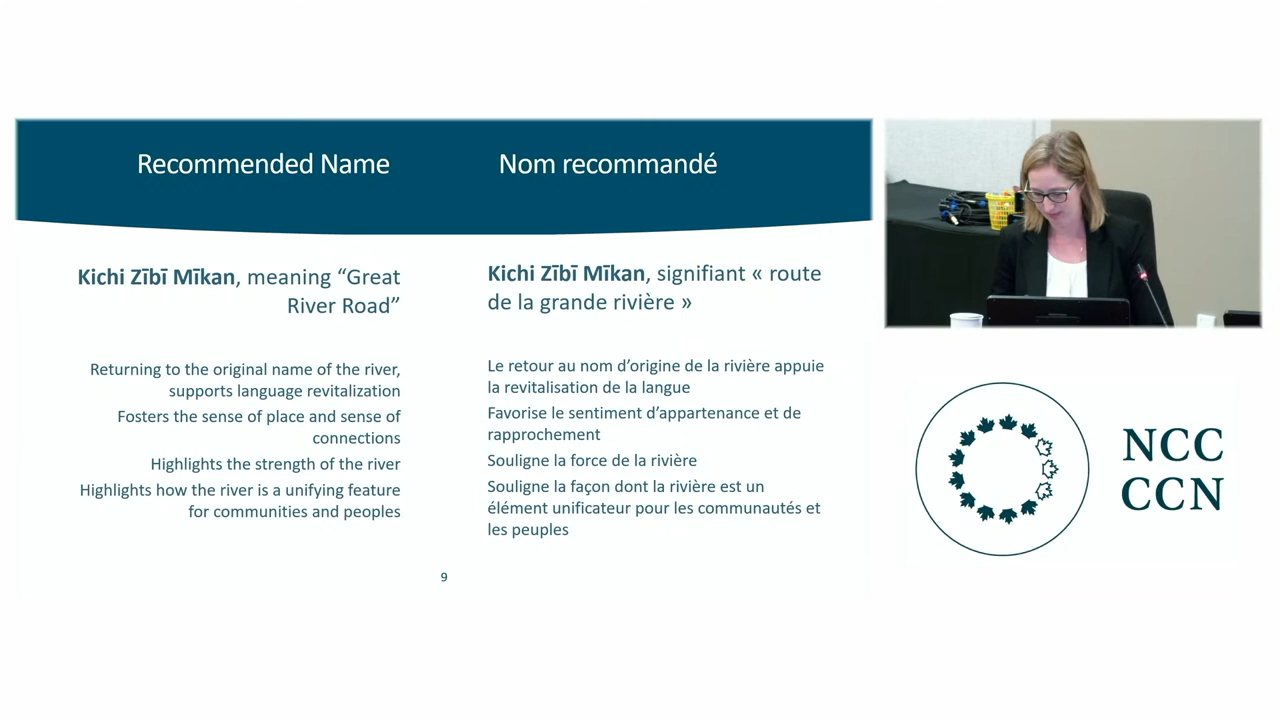 Recommended Name
Nom recommandé
Kichi Zībī Mīkan, meaning “Great
River Road”
Returning to the original name of the river,
supports language revitalization
Fosters the sense of place and sense of
connections
Highlights the strength of the river
Highlights how the river is a unifying feature
for communities and peoples
Kichi Zībī Mīkan, signifiant « route
de la grande rivière »
Le retour au nom d’origine de la rivière appuie
la revitalisation de la langue
Favorise le sentiment d’appartenance et de
rapprochement
Souligne la force de la rivière
Souligne la façon dont la rivière est un
élément unificateur pour les communautés et
les peuples
9
NCC
CCN